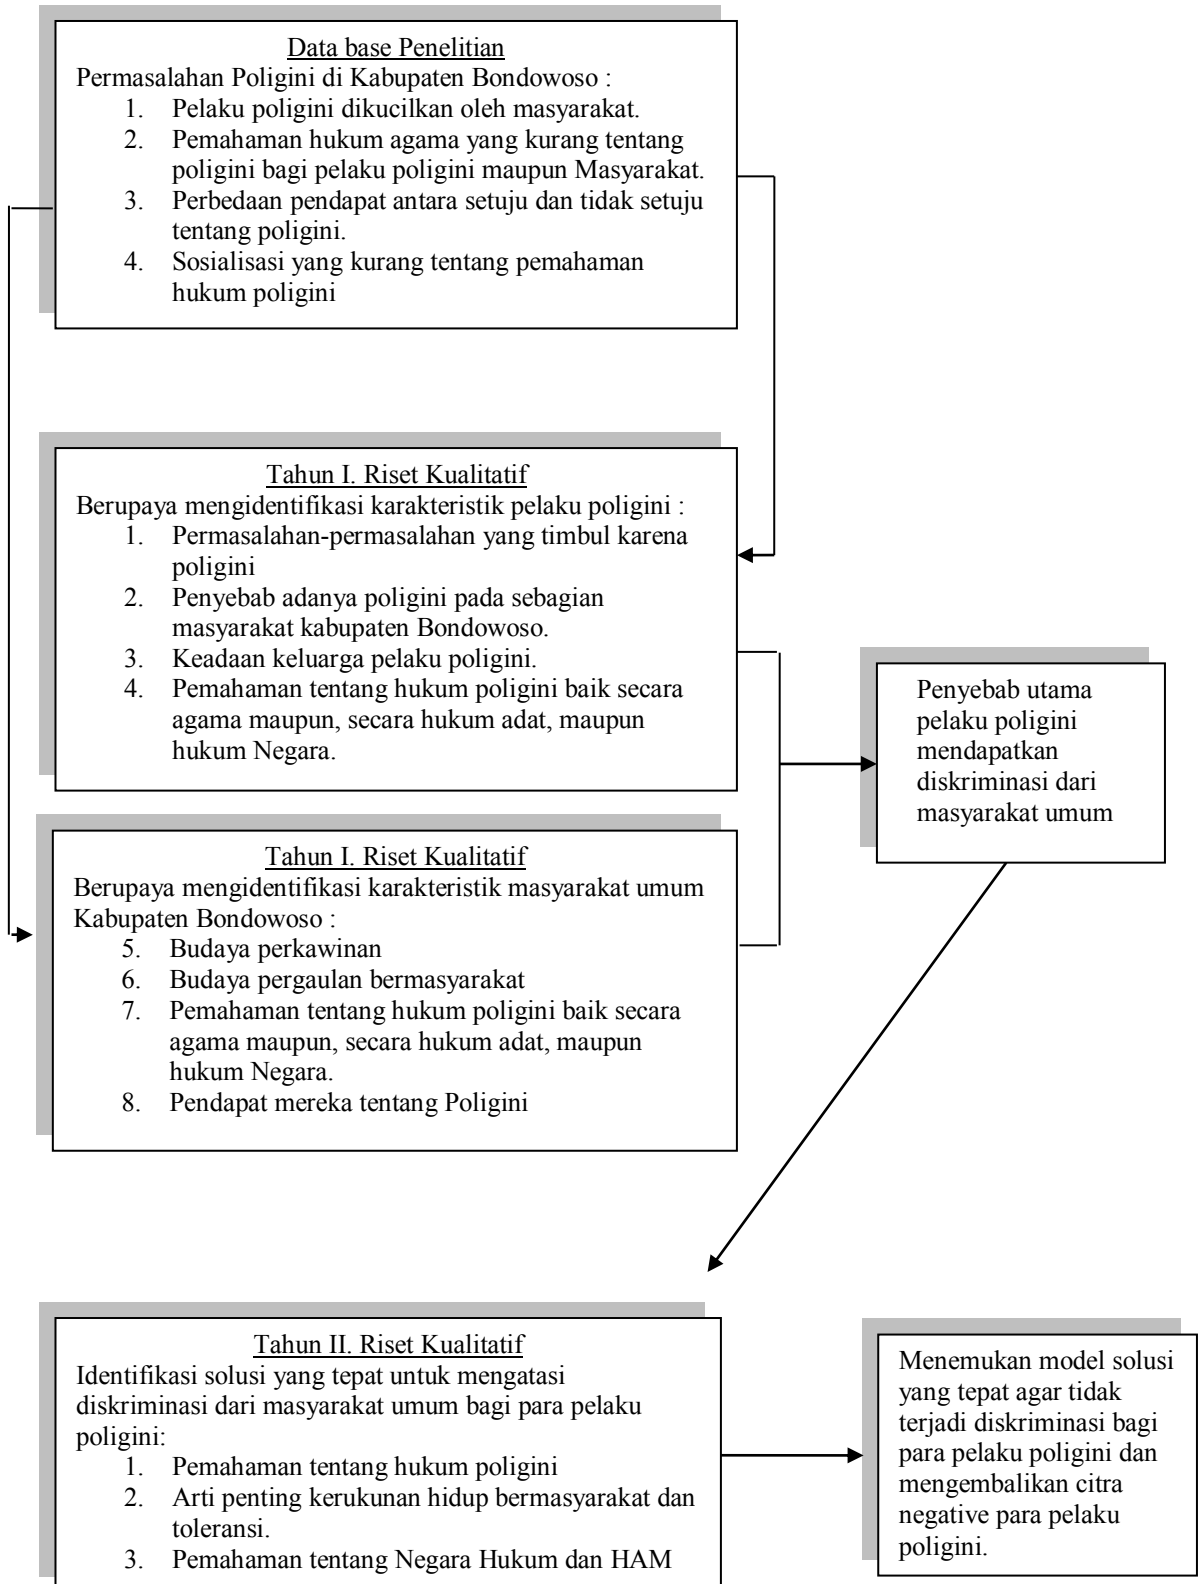 Data base Penelitian
Permasalahan Poligini di Kabupaten Bondowoso :
1. Pelaku poligini dikucilkan oleh masyarakat.
2. Pemahaman hukum agama yang kurang tentang
poligini bagi pelaku poligini maupun Masyarakat.
3. Perbedaan pendapat antara setuju dan tidak setuju
tentang poligini.
4. Sosialisasi yang kurang tentang pemahaman
hukum poligini
Tahun I. Riset Kualitatif
Berupaya mengidentifikasi karakteristik pelaku poligini :
1. Permasalahan-permasalahan yang timbul karena
poligini
2. Penyebab adanya poligini pada sebagian
masyarakat kabupaten Bondowoso.
3. Keadaan keluarga pelaku poligini.
4. Pemahaman tentang hukum poligini baik secara
agama maupun, secara hukum adat, maupun
hukum Negara.
Tahun I. Riset Kualitatif
Berupaya mengidentifikasi karakteristik masyarakat umum
Kabupaten Bondowoso :
5. Budaya perkawinan
6. Budaya pergaulan bermasyarakat
7. Pemahaman tentang hukum poligini baik secara
agama maupun, secara hukum adat, maupun
hukum Negara.
8. Pendapat mereka tentang Poligini
Penyebab utama
pelaku poligini
mendapatkan
diskriminasi dari
masyarakat umum
Tahun II. Riset Kualitatif
Identifikasi solusi yang tepat untuk mengatasi
diskriminasi dari masyarakat umum bagi para pelaku
poligini:
1. Pemahaman tentang hukum poligini
2. Arti penting kerukunan hidup bermasyarakat dan
toleransi.
3. Pemahaman tentang Negara Hukum dan HAM
Menemukan model solusi
yang tepat agar tidak
terjadi diskriminasi bagi
para pelaku poligini dan
mengembalikan citra
negative para pelaku
poligini.